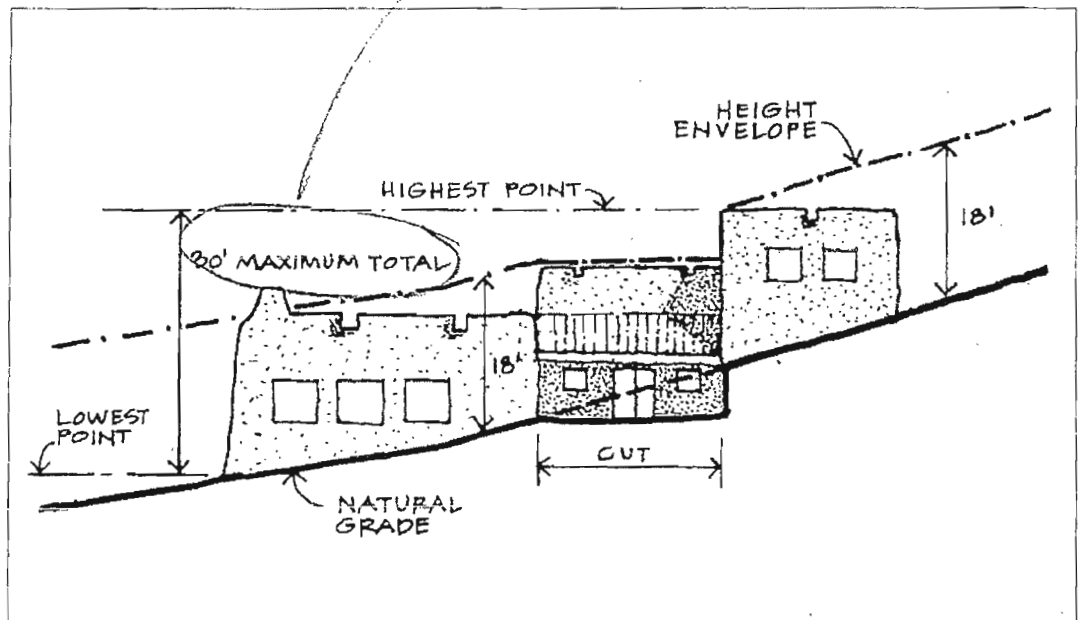 HEIGHT
ENVELOPE
HIGHEST POINT
18'
30' MAXIMUM TOTAL
18'
LOWEST
POINT
CUT
NATURAL
GRADE